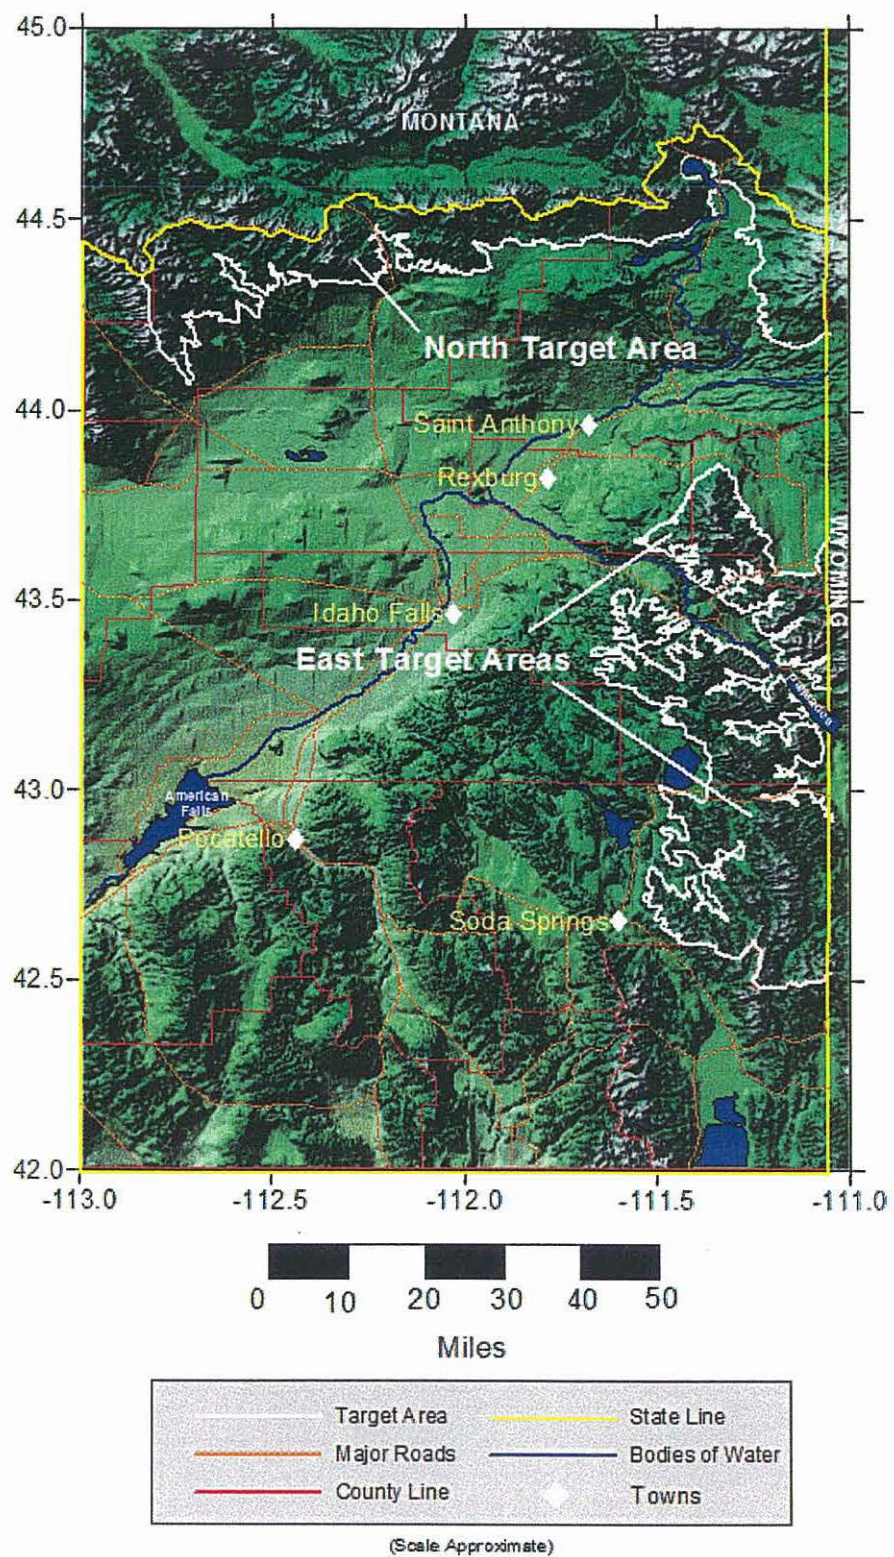 45.0
MONTANA
44.5
North Target Area
44.0
Saint Anthony
Rexburg
WYOMING
43.5
Idaho Falls
East Target Areas
Palisades
43.0
American
Falls
Pocatello
Soda Springs
42.5
42.0
-113.0 -112.5 -112.0 -111.5 -111.0
0 10 20 30 40 50
Miles
Target Area State Line
Major Roads Bodies of Water
County Line Towns
(Scale Approximate)